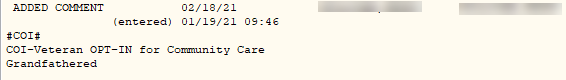 ADDED COMMENT 02/18/21
(entered) 01/19/21 09:46
#COI#
COI-Veteran OPT-IN for Community Care
Grandfathered